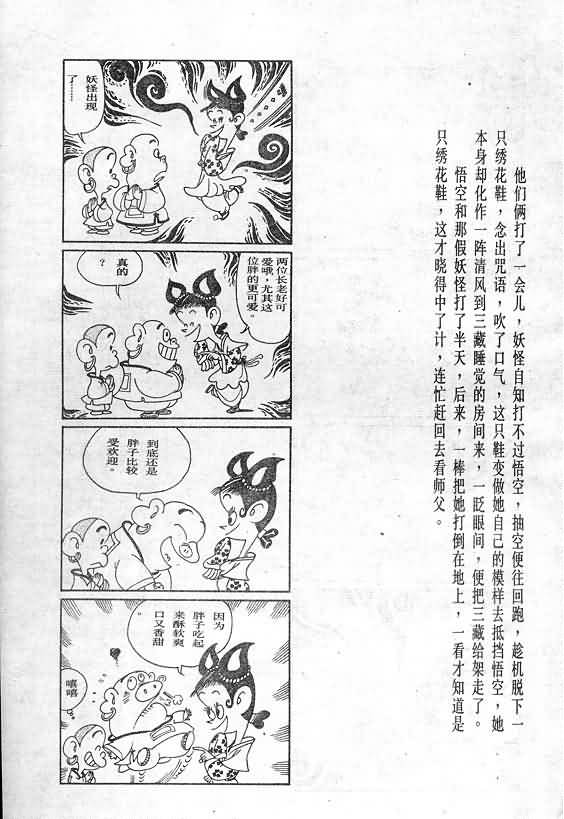 他们俩打了一会儿，妖怪自知打不过悟空，抽空便往回跑，趁机脱下一
只绣花鞋，念出咒语，吹了口气，这只鞋变做她自己的模样去抵挡悟空，她
本身却化作一阵清风到三藏睡觉的房间来，一眨眼间，便把三藏给架走了。
悟空和那假妖怪打了半天，后来，一棒把她打倒在地上，一看才知道是
只绣花鞋，这才晓得中了计，连忙赶回去看师父。
妖怪出现
了……
两位长老好可
爱哦，尤其这
位胖的更可爱。
真的
？
到底还是
胖子比较
受欢迎。
因为
胖子吃起
来酥软爽
口又香甜
嘻嘻